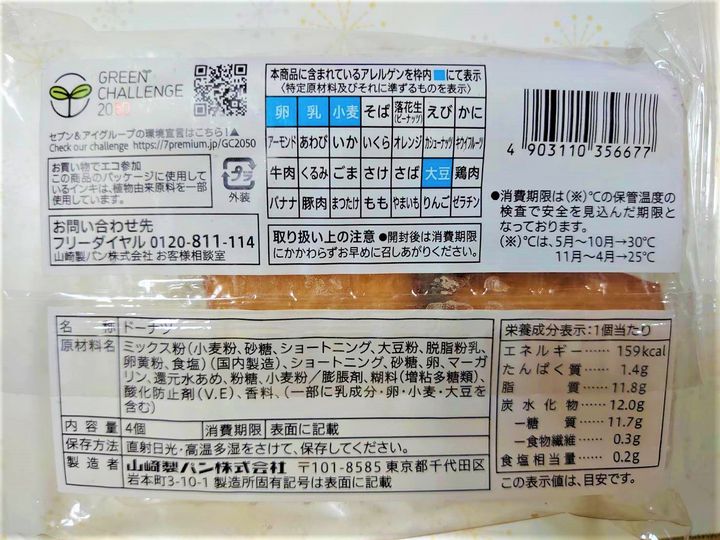 GREEN
CHALLENGE
2050
セブン&アイグループの環境宣言はこちら!▲
Check our challenge https://7premium.jp/GC2050
お買い物でエコ参加
この商品のパッケージに使用して
いるインキは、植物由来原料を一部
使用しています。
プラ
外装
お問い合わせ先
フリーダイヤル 0120-811-114
山崎製パン株式会社 お客様相談室
本商品に含まれているアレルゲンを枠内■にて表示
〈特定原材料及びそれに準ずるものを表示〉
卵 乳 小麦 そば 落花生(ピーナッツ) えび かに
アーモンド あわび いか いくら オレンジ カシューナッツ キウイフルーツ
牛肉 くるみ ごま さけ さば 大豆 鶏肉
バナナ 豚肉 まつたけ もも やまいも りんご ゼラチン
取り扱い上の注意 ●開封後は消費期限
にかかわらずお早めに召しあがりください。
4 903110 356677
●消費期限は(※)℃の保管温度の
検査で安全を見込んだ期限と
なっております。
(※)℃は、5月~10月→30℃
11月~4月→25℃
名称 ドーナツ
原材料名 ミックス粉(小麦粉、砂糖、ショートニング、大豆粉、脱脂粉乳、
卵黄粉、食塩)(国内製造)、ショートニング、砂糖、卵、マーガ
リン、還元水あめ、粉糖、小麦粉/膨脹剤、糊料(増粘多糖類)、
酸化防止剤(V.E)、香料、(一部に乳成分・卵・小麦・大豆を
含む)
内容量 4個 消費期限 表面に記載
保存方法 直射日光・高温多湿をさけて、保存してください。
製造者 山崎製パン株式会社 〒101-8585 東京都千代田区
岩本町3-10-1 製造所固有記号は表面に記載
栄養成分表示:1個当たり
エネルギー…… 159kcal
たんぱく質…… 1.4g
脂質…… 11.8g
炭水化物…… 12.0g
-糖質…… 11.7g
-食物繊維…… 0.3g
食塩相当量…… 0.2g
この表示値は、目安です。